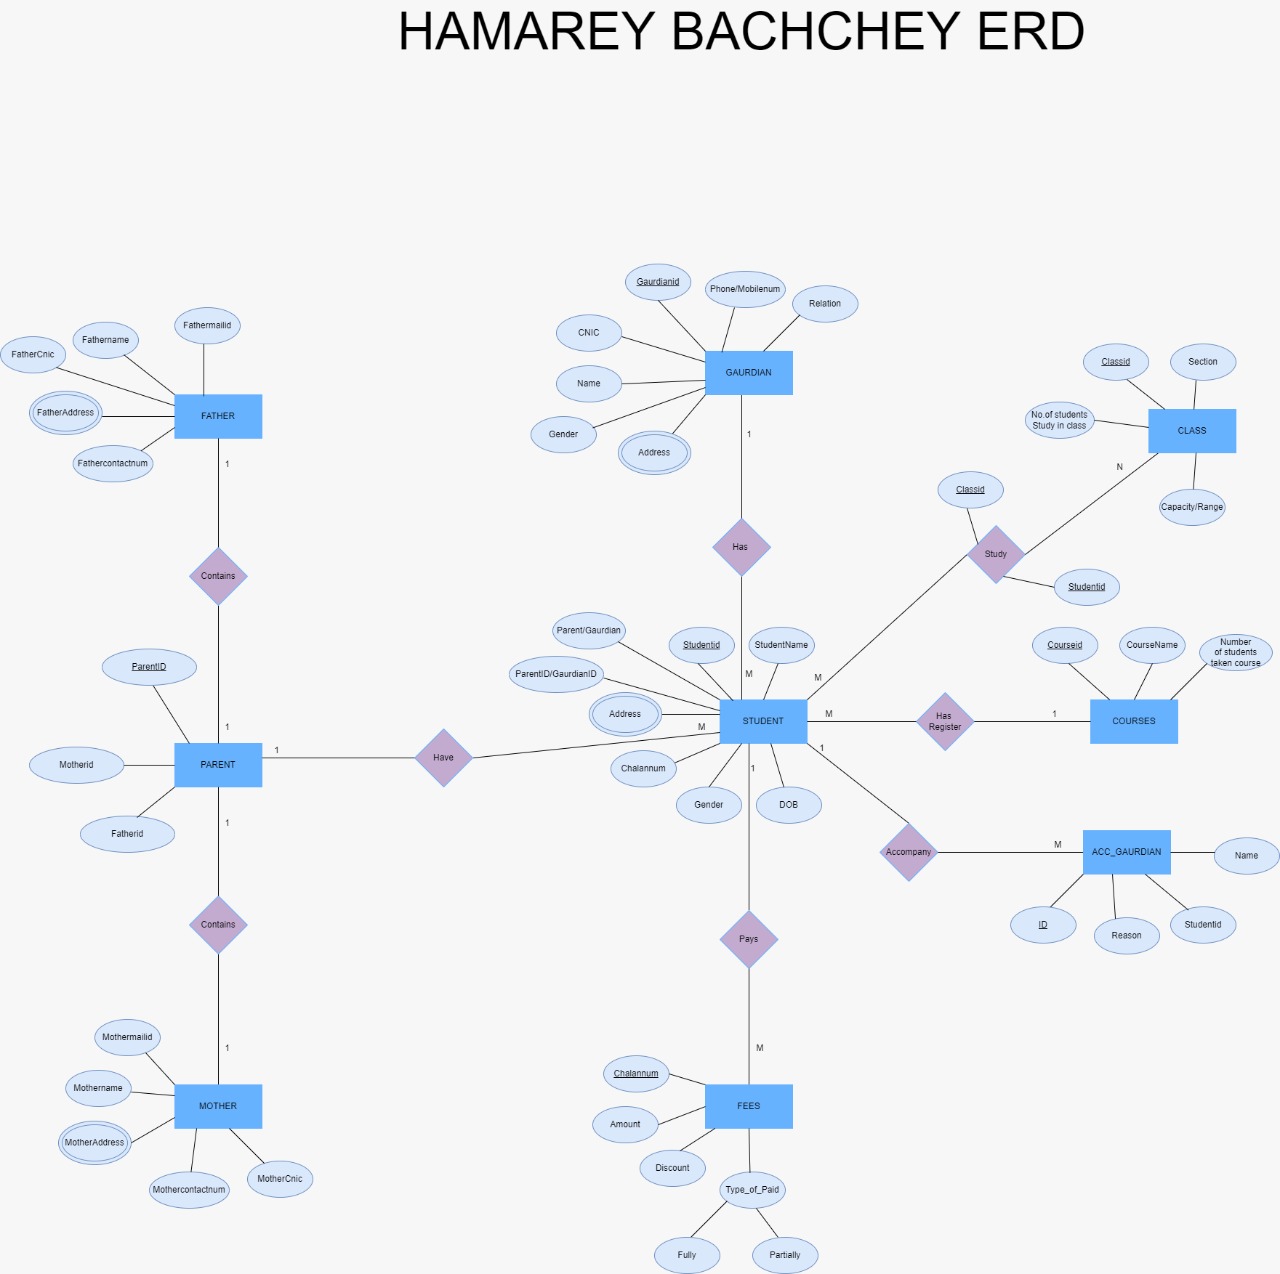 HAMAREY BACHCHEY ERD
Gaurdianid
Phone/Mobilenum
Relation
CNIC
Name
Gender
Address
GAURDIAN
1
Has
M
Fathermailid
Fathername
FatherCnic
FatherAddress
Fathercontactnum
FATHER
1
Contains
1
Classid
Section
No.of students
Study in class
CLASS
Capacity/Range
N
Classid
Study
Studentid
M
ParentID
Motherid
Fatherid
PARENT
1
Have
M
Parent/Gaurdian
Studentid
StudentName
ParentID/GaurdianID
Address
STUDENT
Chalannum
Gender
DOB
M
Has
Register
1
Courseid
CourseName
Number
of students
taken course
COURSES
1
Accompany
M
ACC_GAURDIAN
Name
ID
Reason
Studentid
1
Pays
M
1
Contains
1
Mothermailid
Mothername
MotherAddress
MOTHER
Mothercontactnum
MotherCnic
Chalannum
Amount
FEES
Discount
Type_of_Paid
Fully
Partially